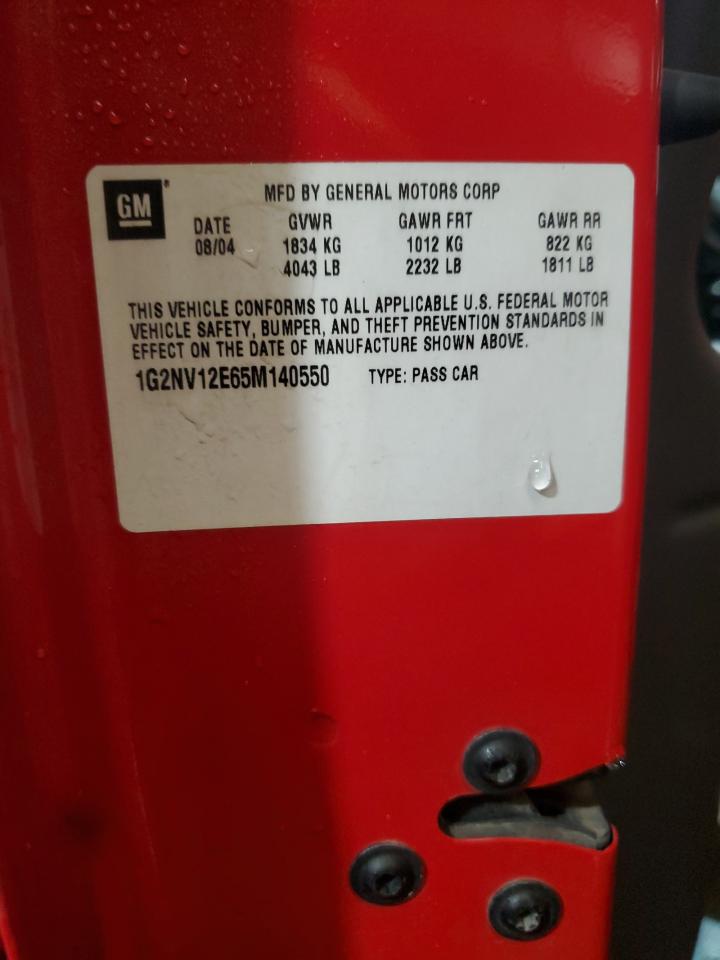 GM
MFD BY GENERAL MOTORS CORP
DATE GVWR GAWR FRT GAWR RR
08/04 1834 KG 1012 KG 822 KG
4043 LB 2232 LB 1811 LB
THIS VEHICLE CONFORMS TO ALL APPLICABLE U.S. FEDERAL MOTOR
VEHICLE SAFETY, BUMPER, AND THEFT PREVENTION STANDARDS IN
EFFECT ON THE DATE OF MANUFACTURE SHOWN ABOVE.
1G2NV12E65M140550 TYPE: PASS CAR